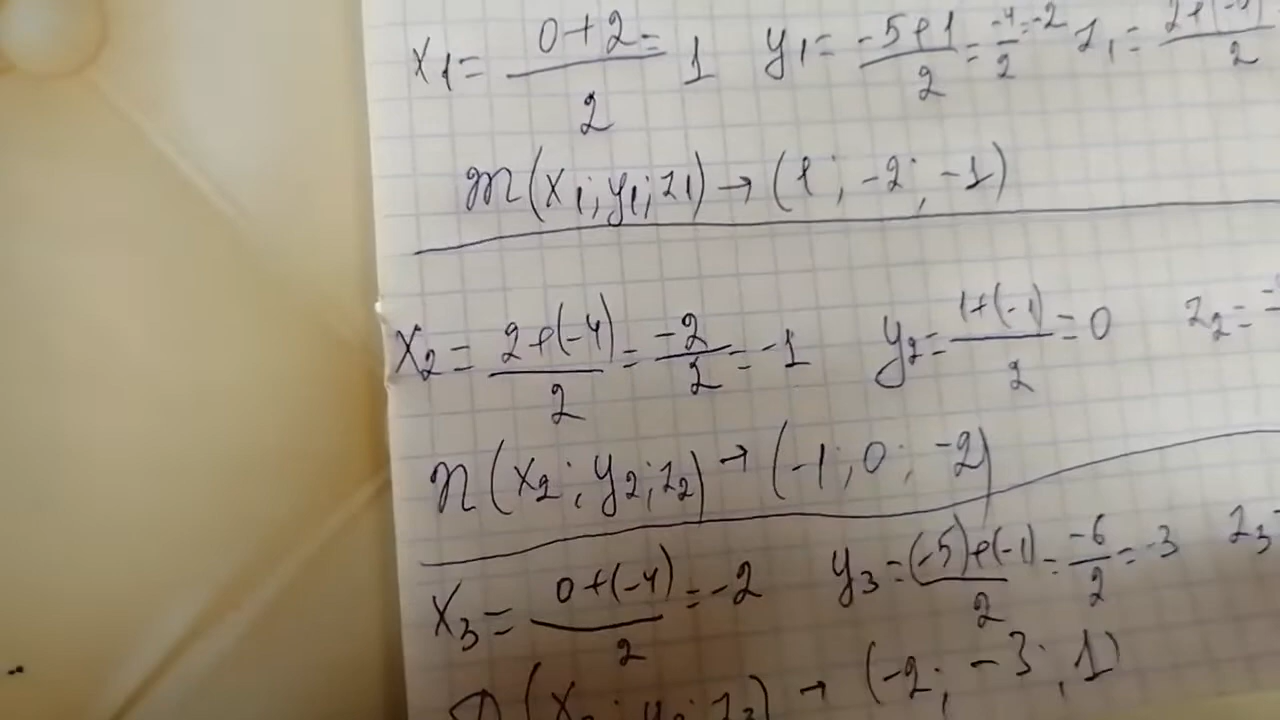 x₁ = (0+2)/2 = 1 y₁ = (-5+1)/2 = -4/2 = -2 z₁ =
M(x₁; y₁; z₁) → (1; -2; -1)
x₂ = (2+(-4))/2 = -2/2 = -1 y₂ = (1+(-1))/2 = 0 z₂ =
N(x₂; y₂; z₂) → (-1; 0; -2)
x₃ = (0+(-4))/2 = -2 y₃ = ((-5)+(-1))/2 = -6/2 = -3 z₃
→ (-2; -3; 1)